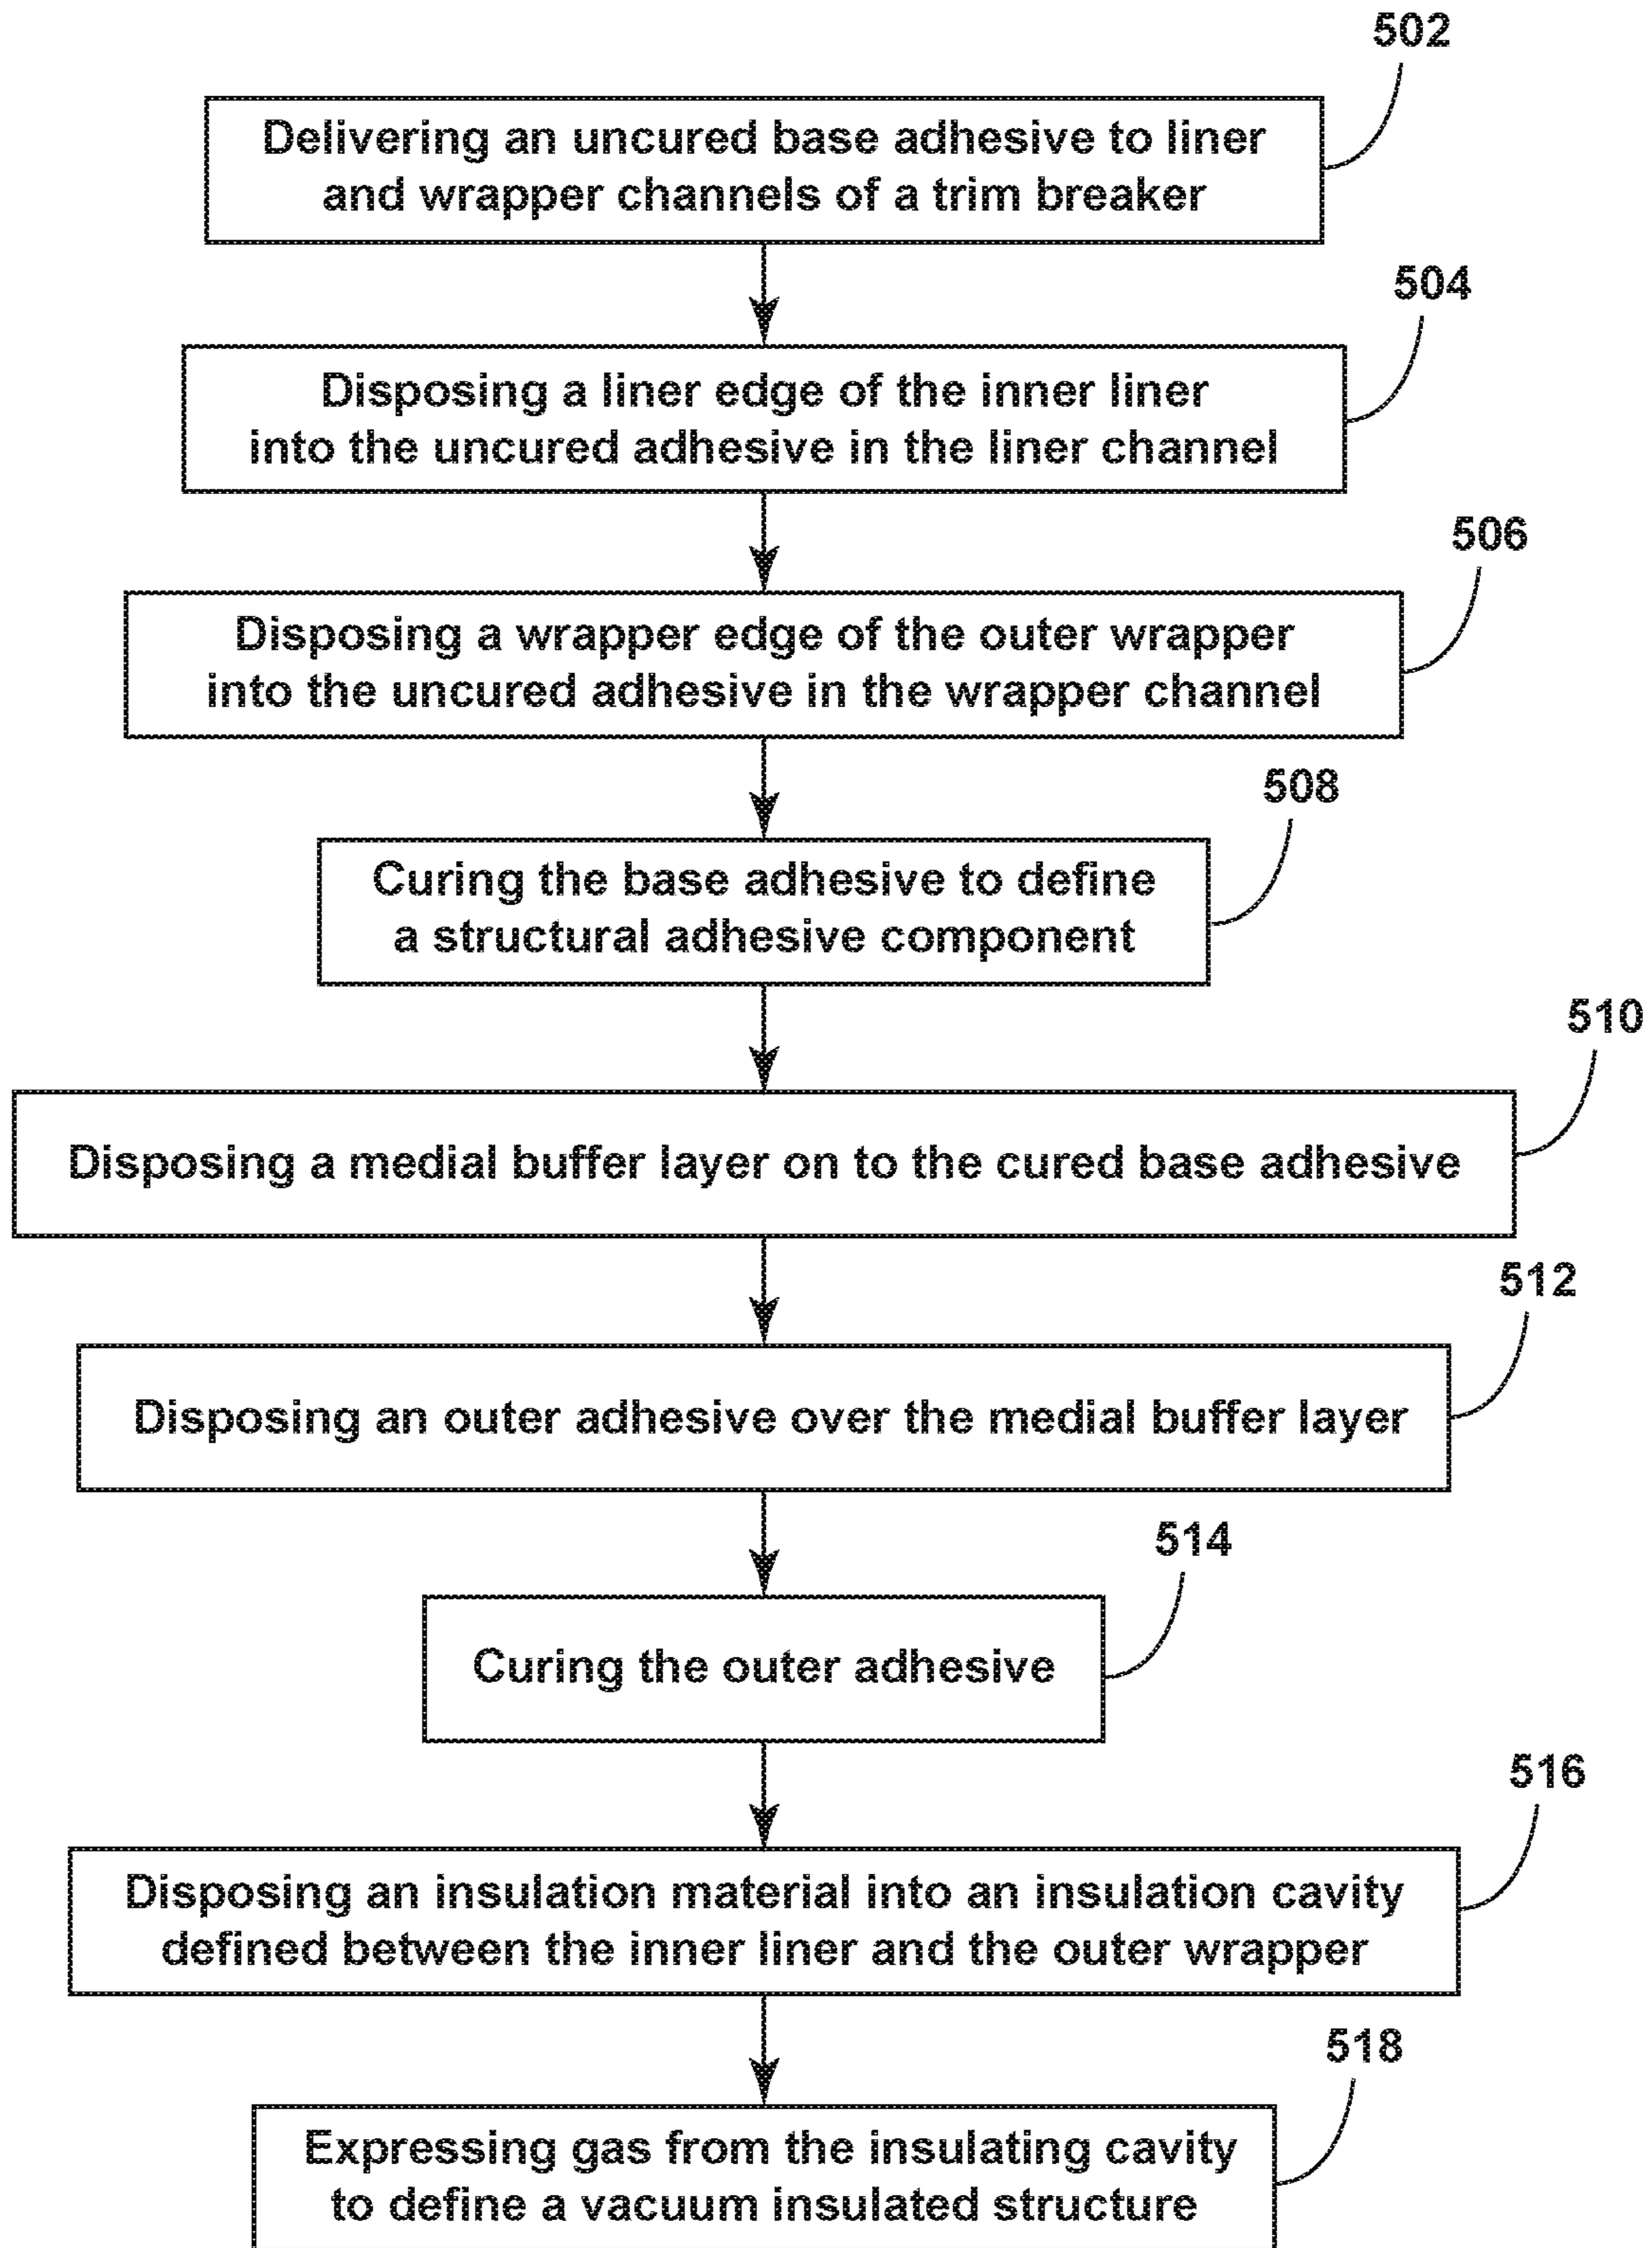 502
Delivering an uncured base adhesive to liner
and wrapper channels of a trim breaker
504
Disposing a liner edge of the inner liner
into the uncured adhesive in the liner channel
506
Disposing a wrapper edge of the outer wrapper
into the uncured adhesive in the wrapper channel
508
Curing the base adhesive to define
a structural adhesive component
510
Disposing a medial buffer layer on to the cured base adhesive
512
Disposing an outer adhesive over the medial buffer layer
514
Curing the outer adhesive
516
Disposing an insulation material into an insulation cavity
defined between the inner liner and the outer wrapper
518
Expressing gas from the insulating cavity
to define a vacuum insulated structure